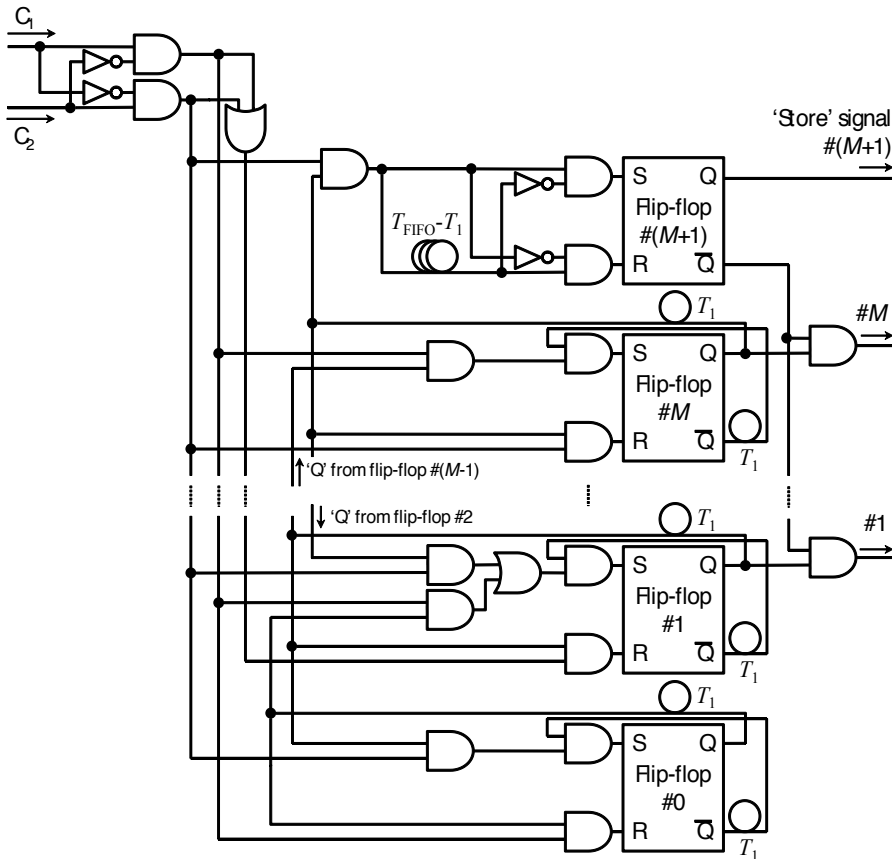 C1
C2
'Store' signal
#(M+1)
S Q
Flip-flop
#(M+1)
R Q̅
TFIFO-T1
T1
#M
S Q
Flip-flop
#M
R Q̅
T1
'Q' from flip-flop #(M-1)
'Q' from flip-flop #2
T1
#1
S Q
Flip-flop
#1
R Q̅
T1
T1
S Q
Flip-flop
#0
R Q̅
T1